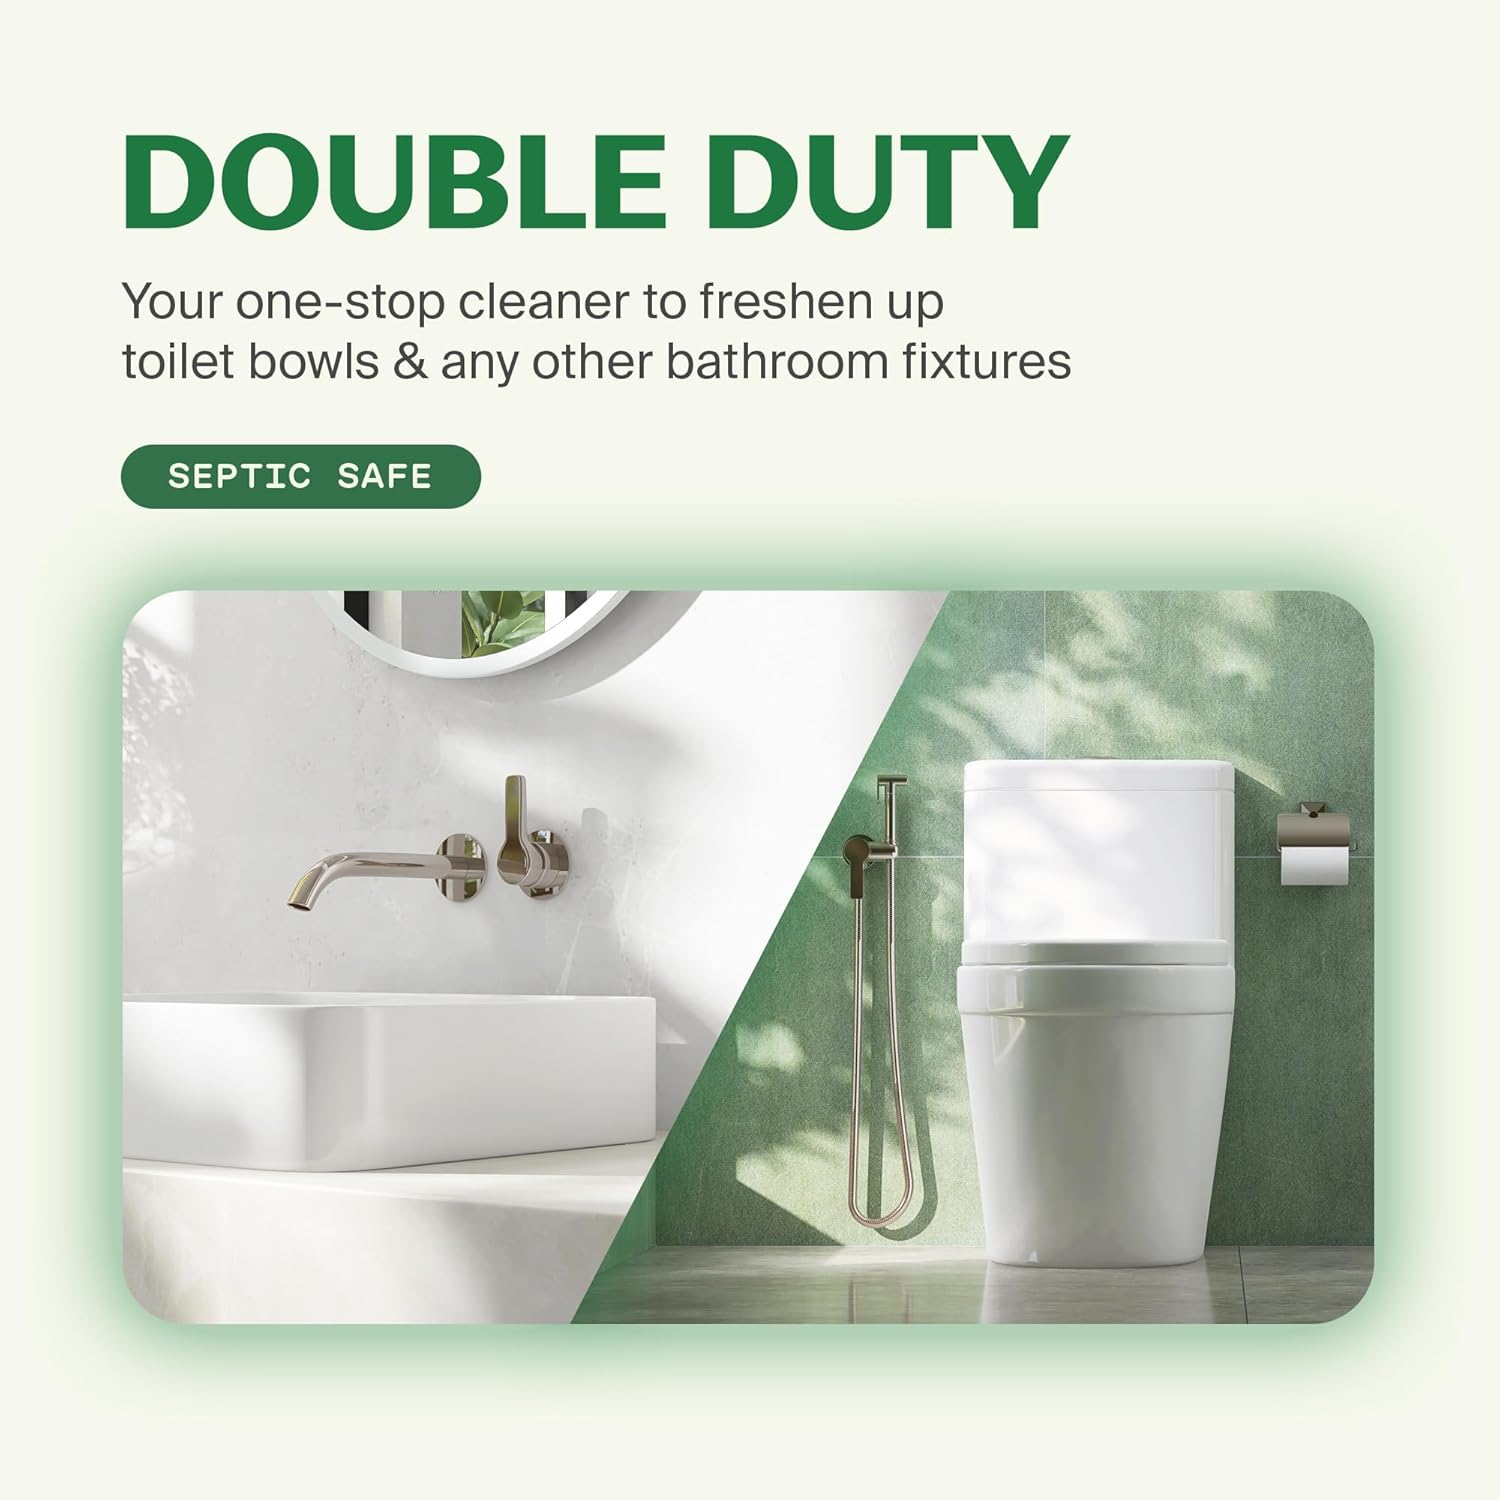 DOUBLE DUTY
Your one-stop cleaner to freshen up
toilet bowls & any other bathroom fixtures
SEPTIC SAFE